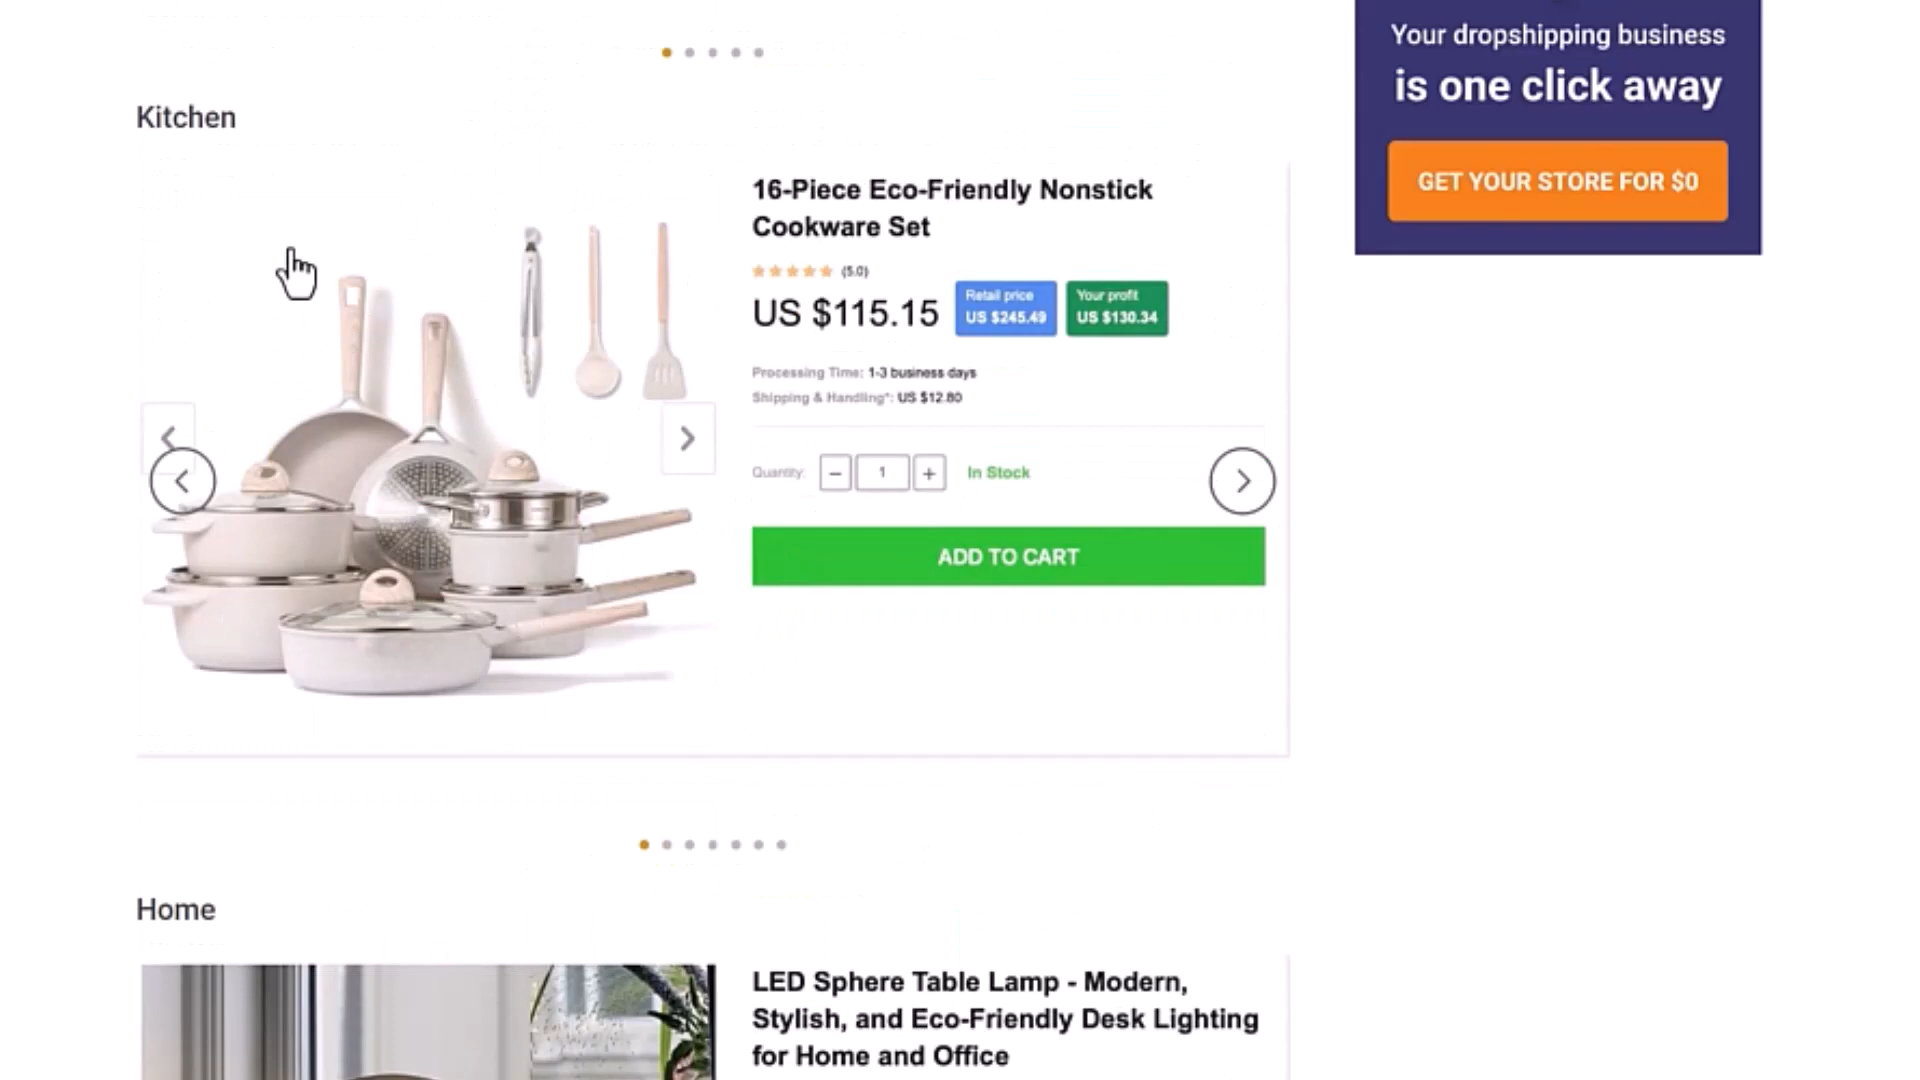 Your dropshipping business
is one click away
GET YOUR STORE FOR $0
Kitchen
16-Piece Eco-Friendly Nonstick
Cookware Set
(5.0)
US $115.15
Retail price
US $245.49
Your profit
US $130.34
Processing Time: 1-3 business days
Shipping & Handling*: US $12.80
Quantity:
−
1
+
In Stock
ADD TO CART
Home
LED Sphere Table Lamp - Modern,
Stylish, and Eco-Friendly Desk Lighting
for Home and Office